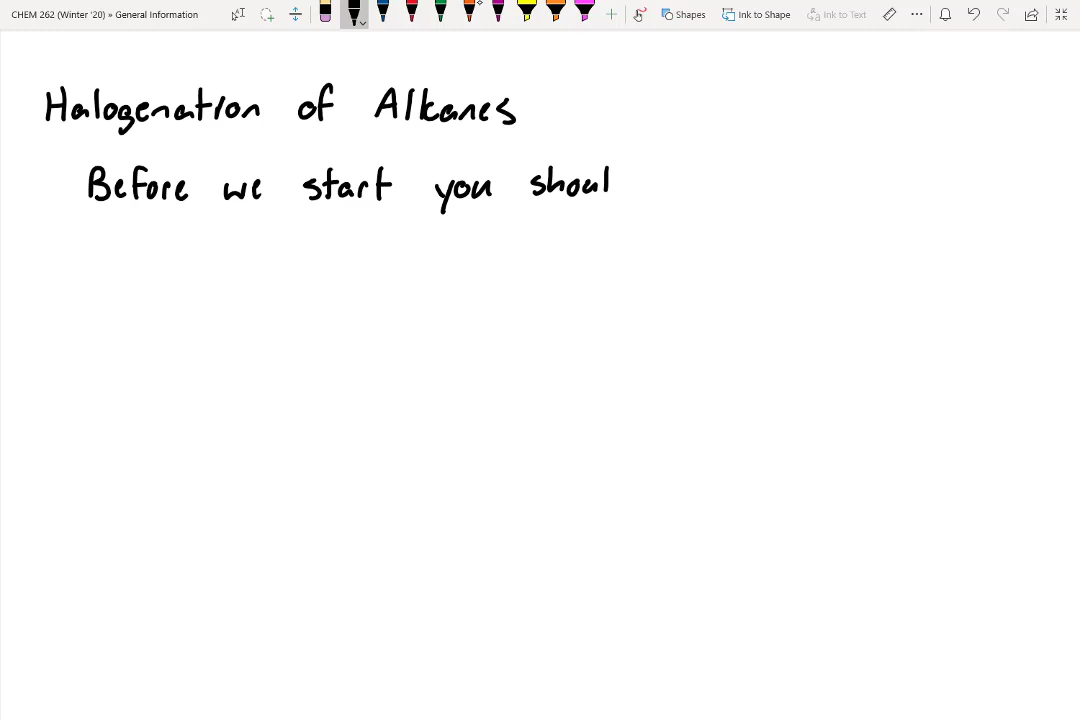 CHEM 262 (Winter '20) » General Information
Shapes
Ink to Shape
Ink to Text
Halogenation of Alkanes
Before we start you shoul